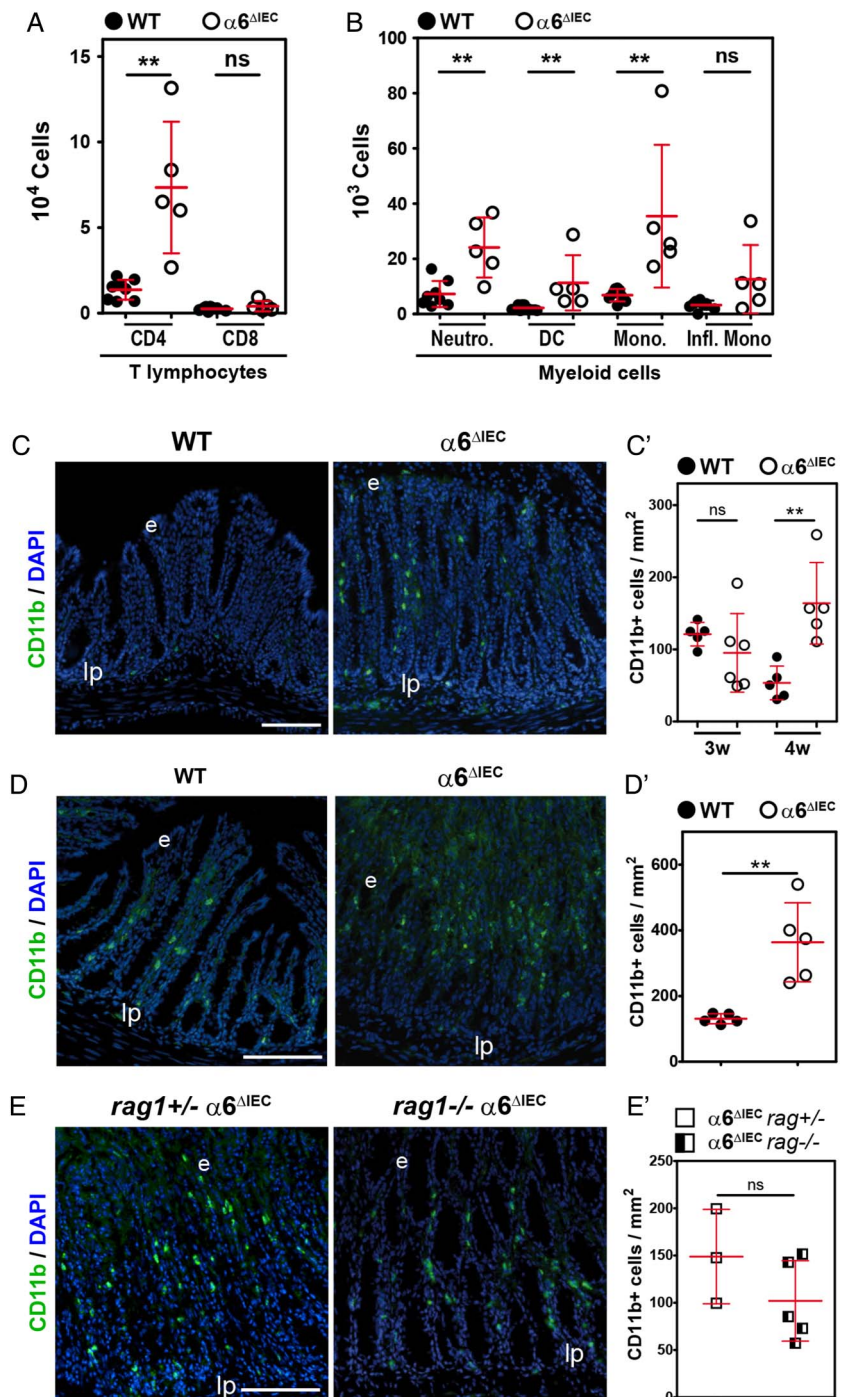 A
WT α6ΔIEC
** ns
15
10
5
0
10⁴ Cells
CD4 CD8
T lymphocytes
B
WT α6ΔIEC
** ** ** ns
100
80
60
40
20
0
10³ Cells
Neutro. DC Mono. Infl. Mono
Myeloid cells
C
WT
α6ΔIEC
CD11b / DAPI
e
lp
e
lp
C'
WT α6ΔIEC
ns **
300
200
100
0
CD11b+ cells / mm²
3w 4w
D
WT
α6ΔIEC
CD11b / DAPI
e
lp
e
lp
D'
WT α6ΔIEC
**
600
400
200
0
CD11b+ cells / mm²
E
rag1+/- α6ΔIEC
rag1-/- α6ΔIEC
CD11b / DAPI
e
lp
e
lp
E'
α6ΔIEC rag+/-
α6ΔIEC rag-/-
ns
250
200
150
100
50
0
CD11b+ cells / mm²